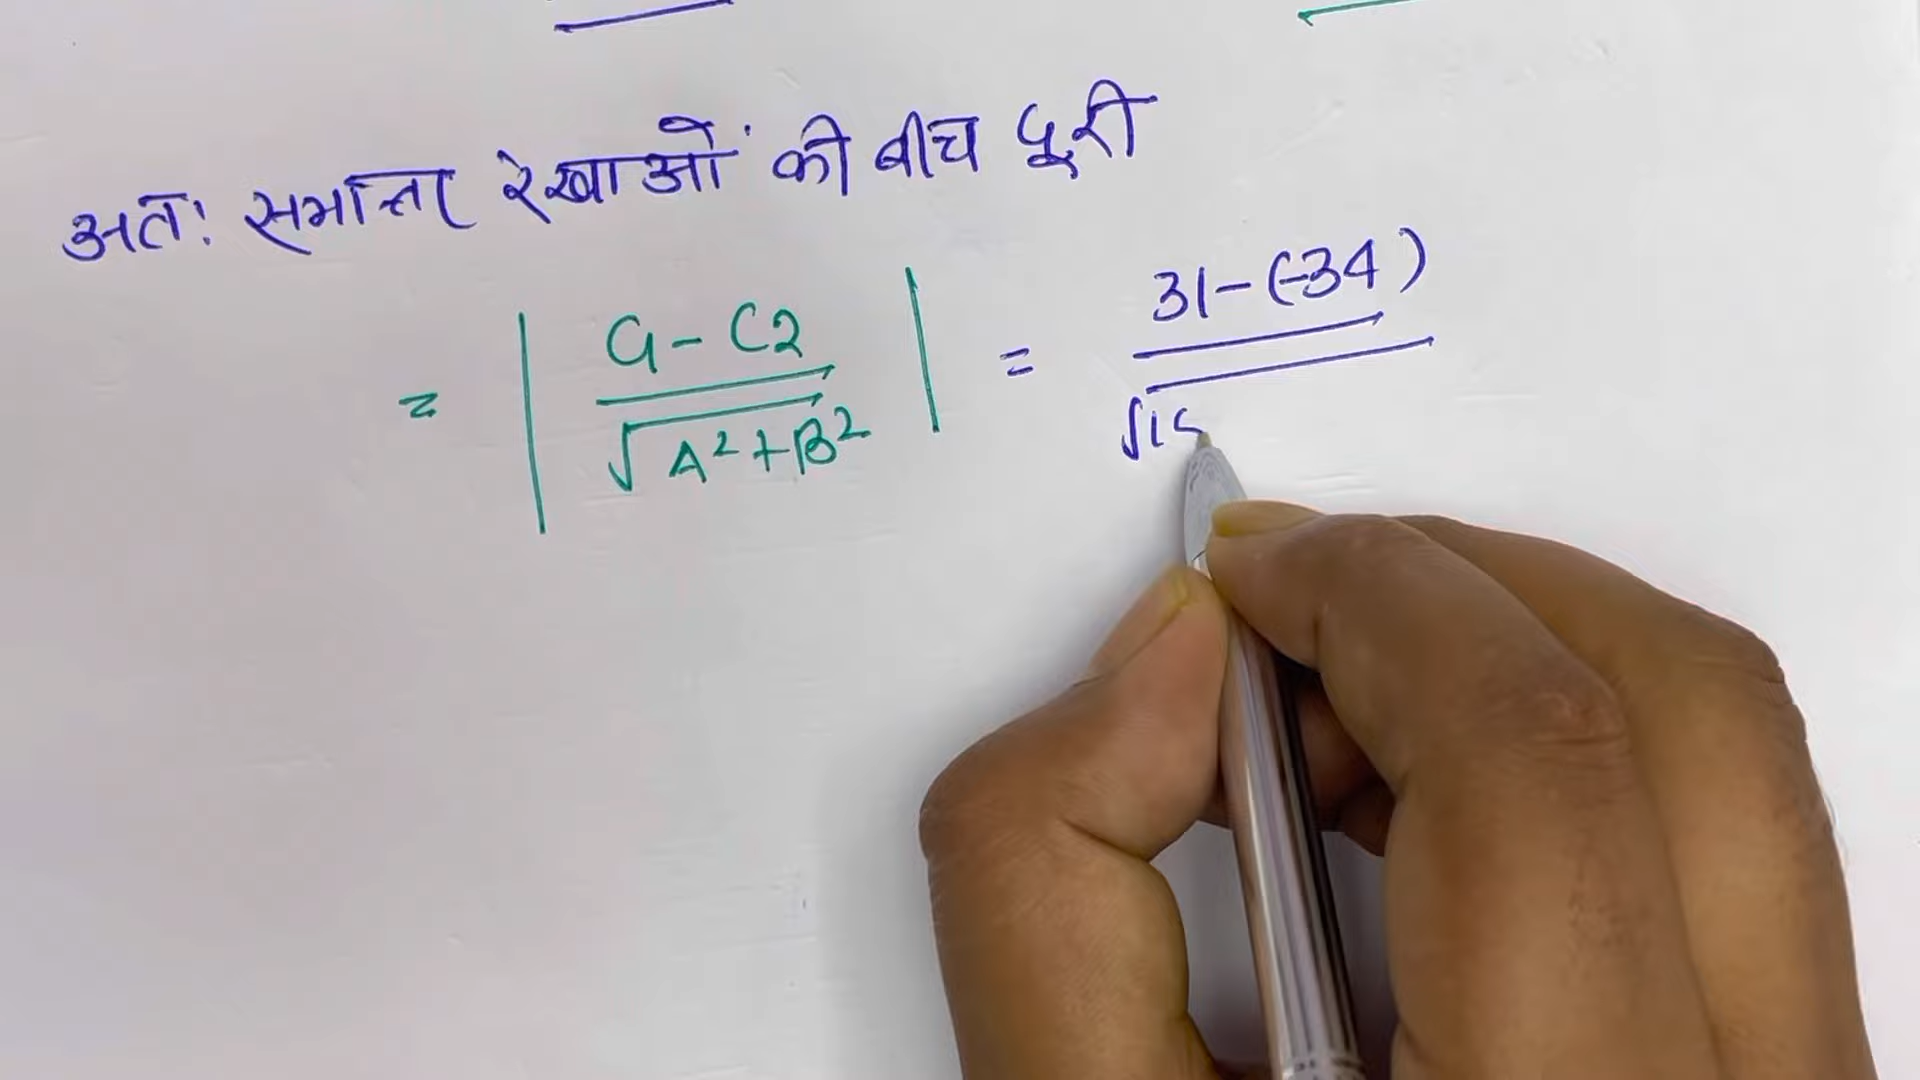 अतः समान्तर रेखाओं की बीच दूरी
= | C1 - C2 / √A² + B² | = 31 - (-34) / √15